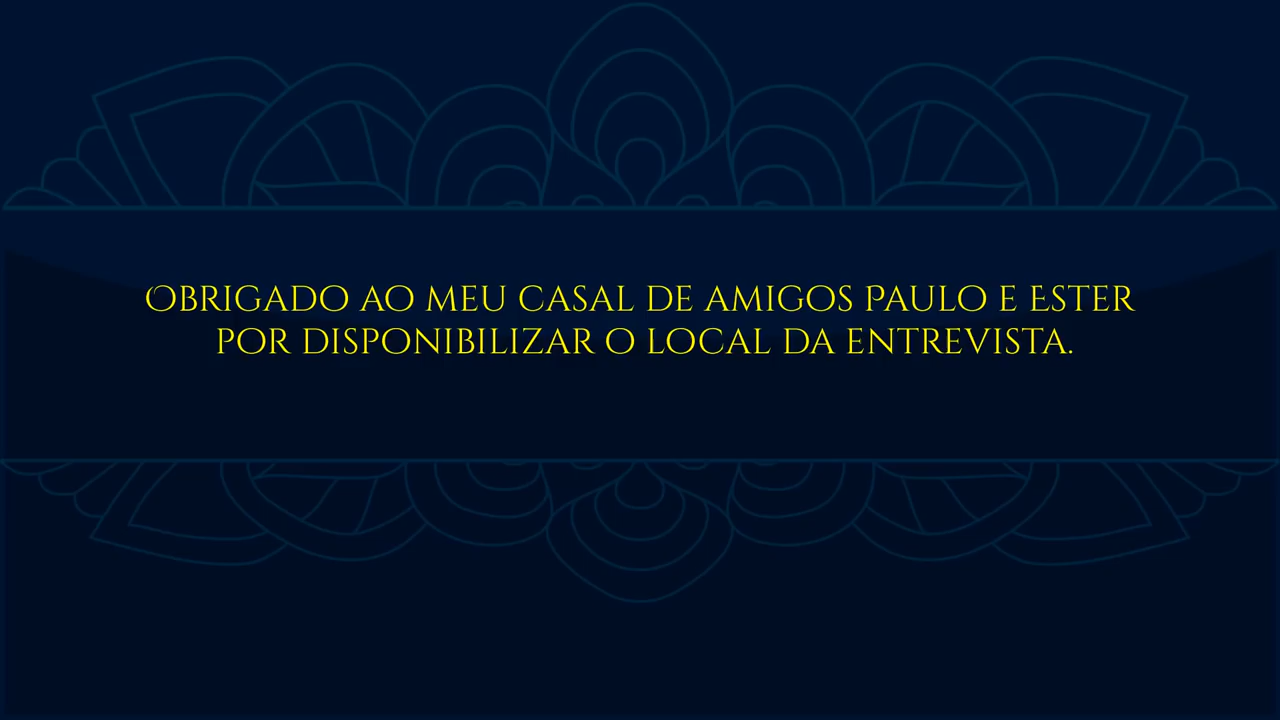 Obrigado ao meu casal de amigos Paulo e Ester
por disponibilizar o local da entrevista.